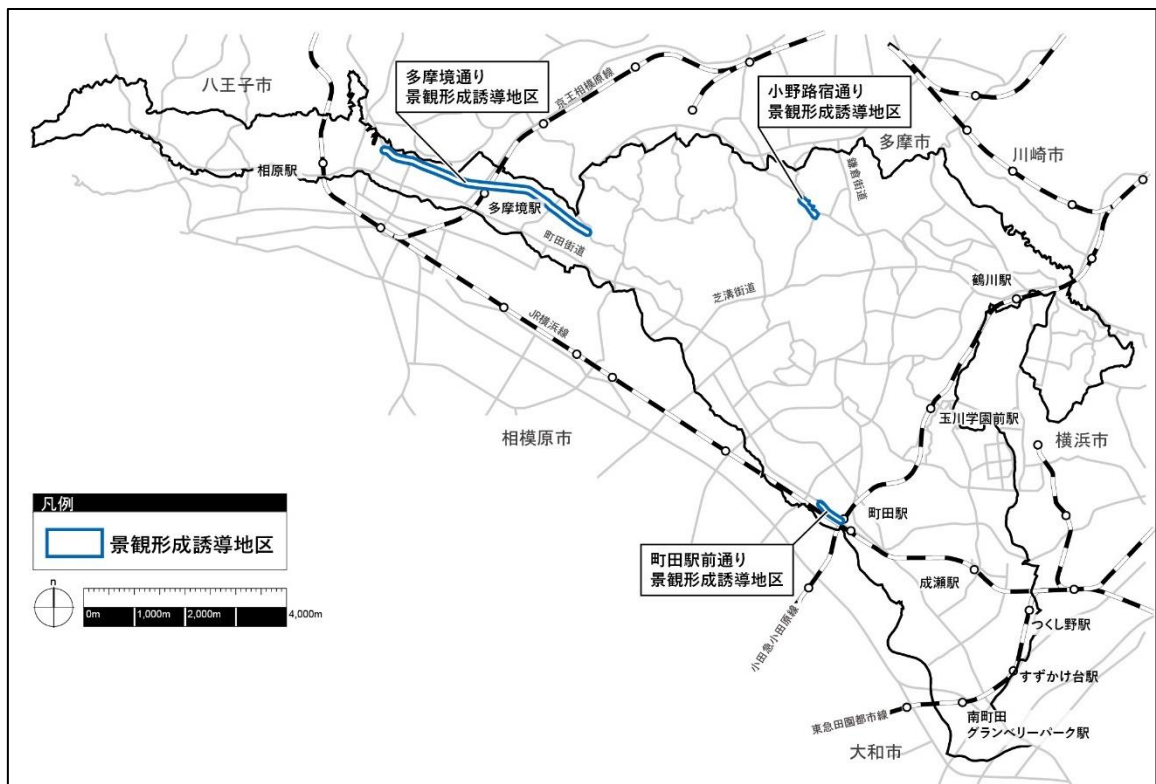 八王子市
多摩境通り
景観形成誘導地区
京王相模原線
小野路宿通り
景観形成誘導地区
多摩市
川崎市
鎌倉街道
相原駅
多摩境駅
町田街道
芝溝街道
鶴川駅
JR横浜線
玉川学園前駅
相模原市
横浜市
凡例
景観形成誘導地区
町田駅
町田駅前通り
景観形成誘導地区
成瀬駅
n
0m 1,000m 2,000m 4,000m
小田急小田原線
つくし野駅
すずかけ台駅
東急田園都市線
南町田
グランベリーパーク駅
大和市